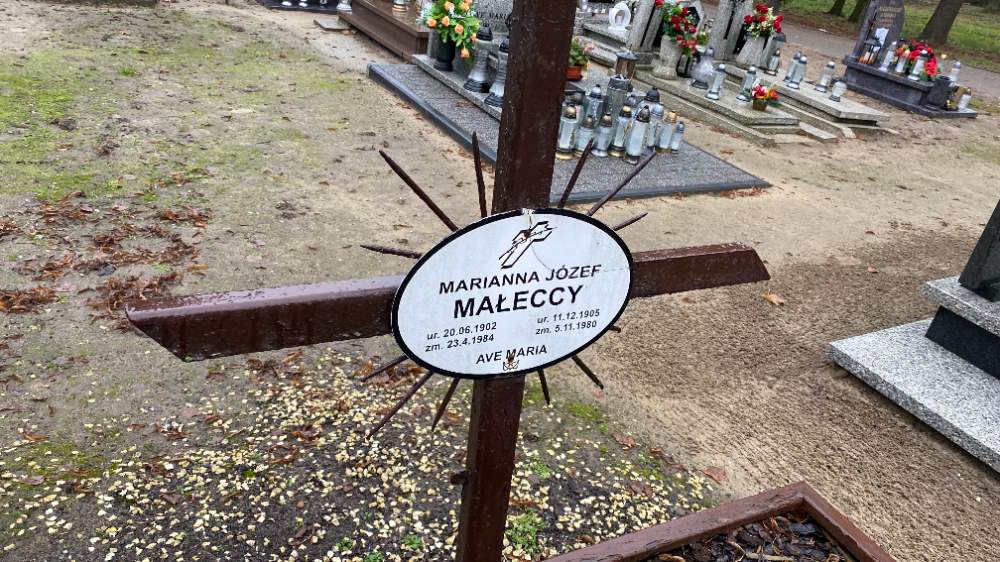 MARIANNA JÓZEF
MAŁECCY
ur. 20.06.1902 ur. 11.12.1905
zm. 23.4.1984 zm. 5.11.1980
AVE MARIA